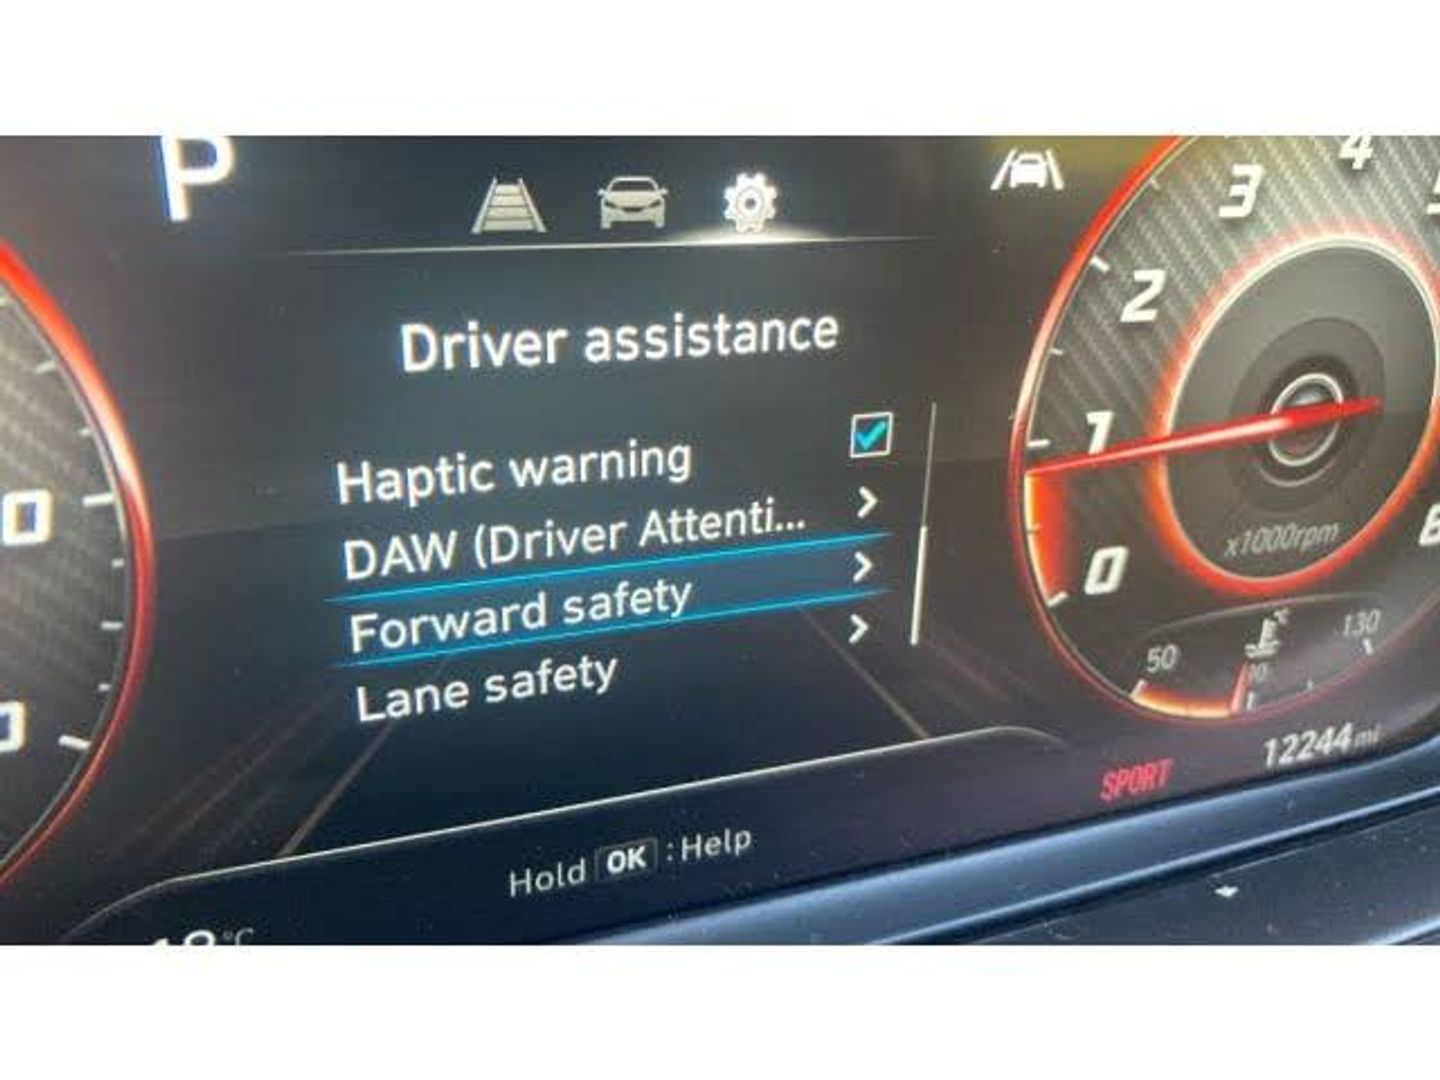 P
Driver assistance
Haptic warning
DAW (Driver Attenti...
Forward safety
Lane safety
Hold OK : Help
4
3
2
1
0
x1000rpm
50
130
°C
SPORT
12244 mi
°C